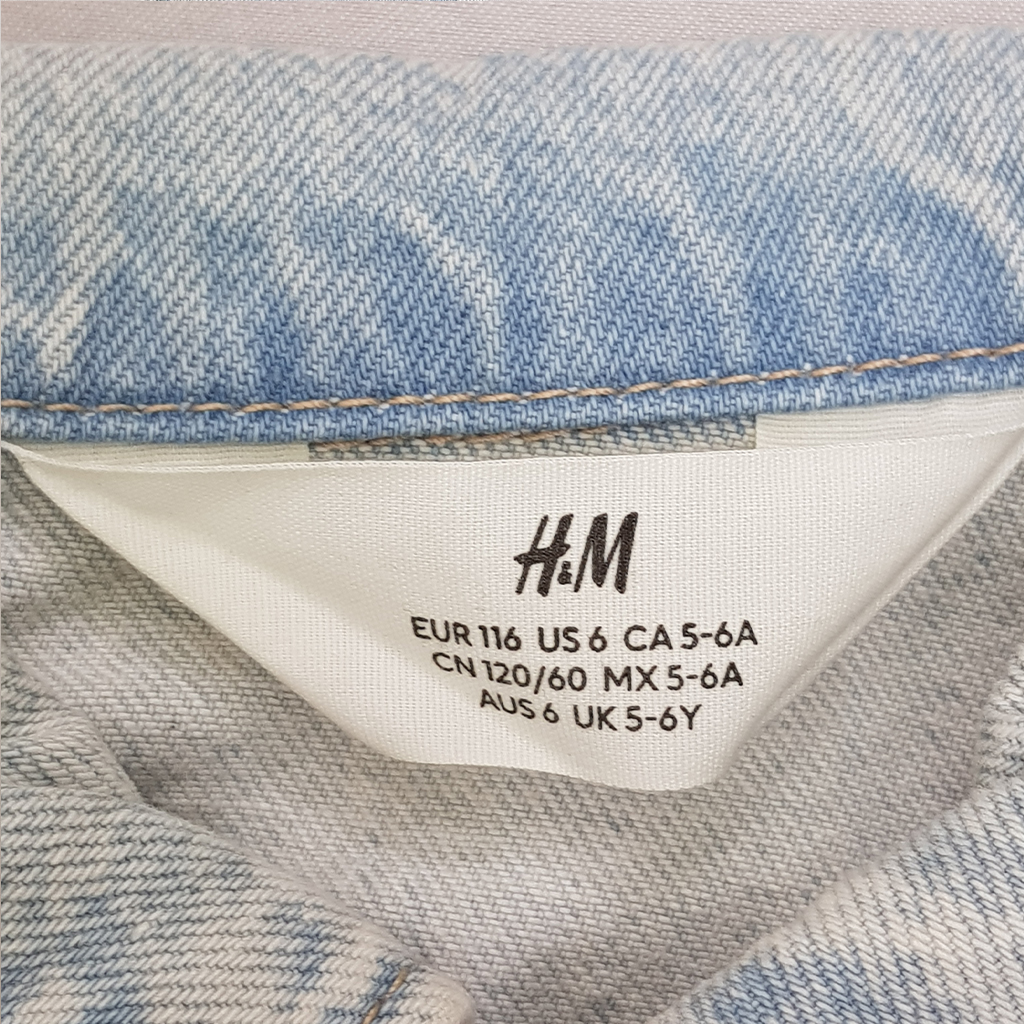 H&M
EUR 116 US 6 CA 5-6A
CN 120/60 MX 5-6A
AUS 6 UK 5-6Y